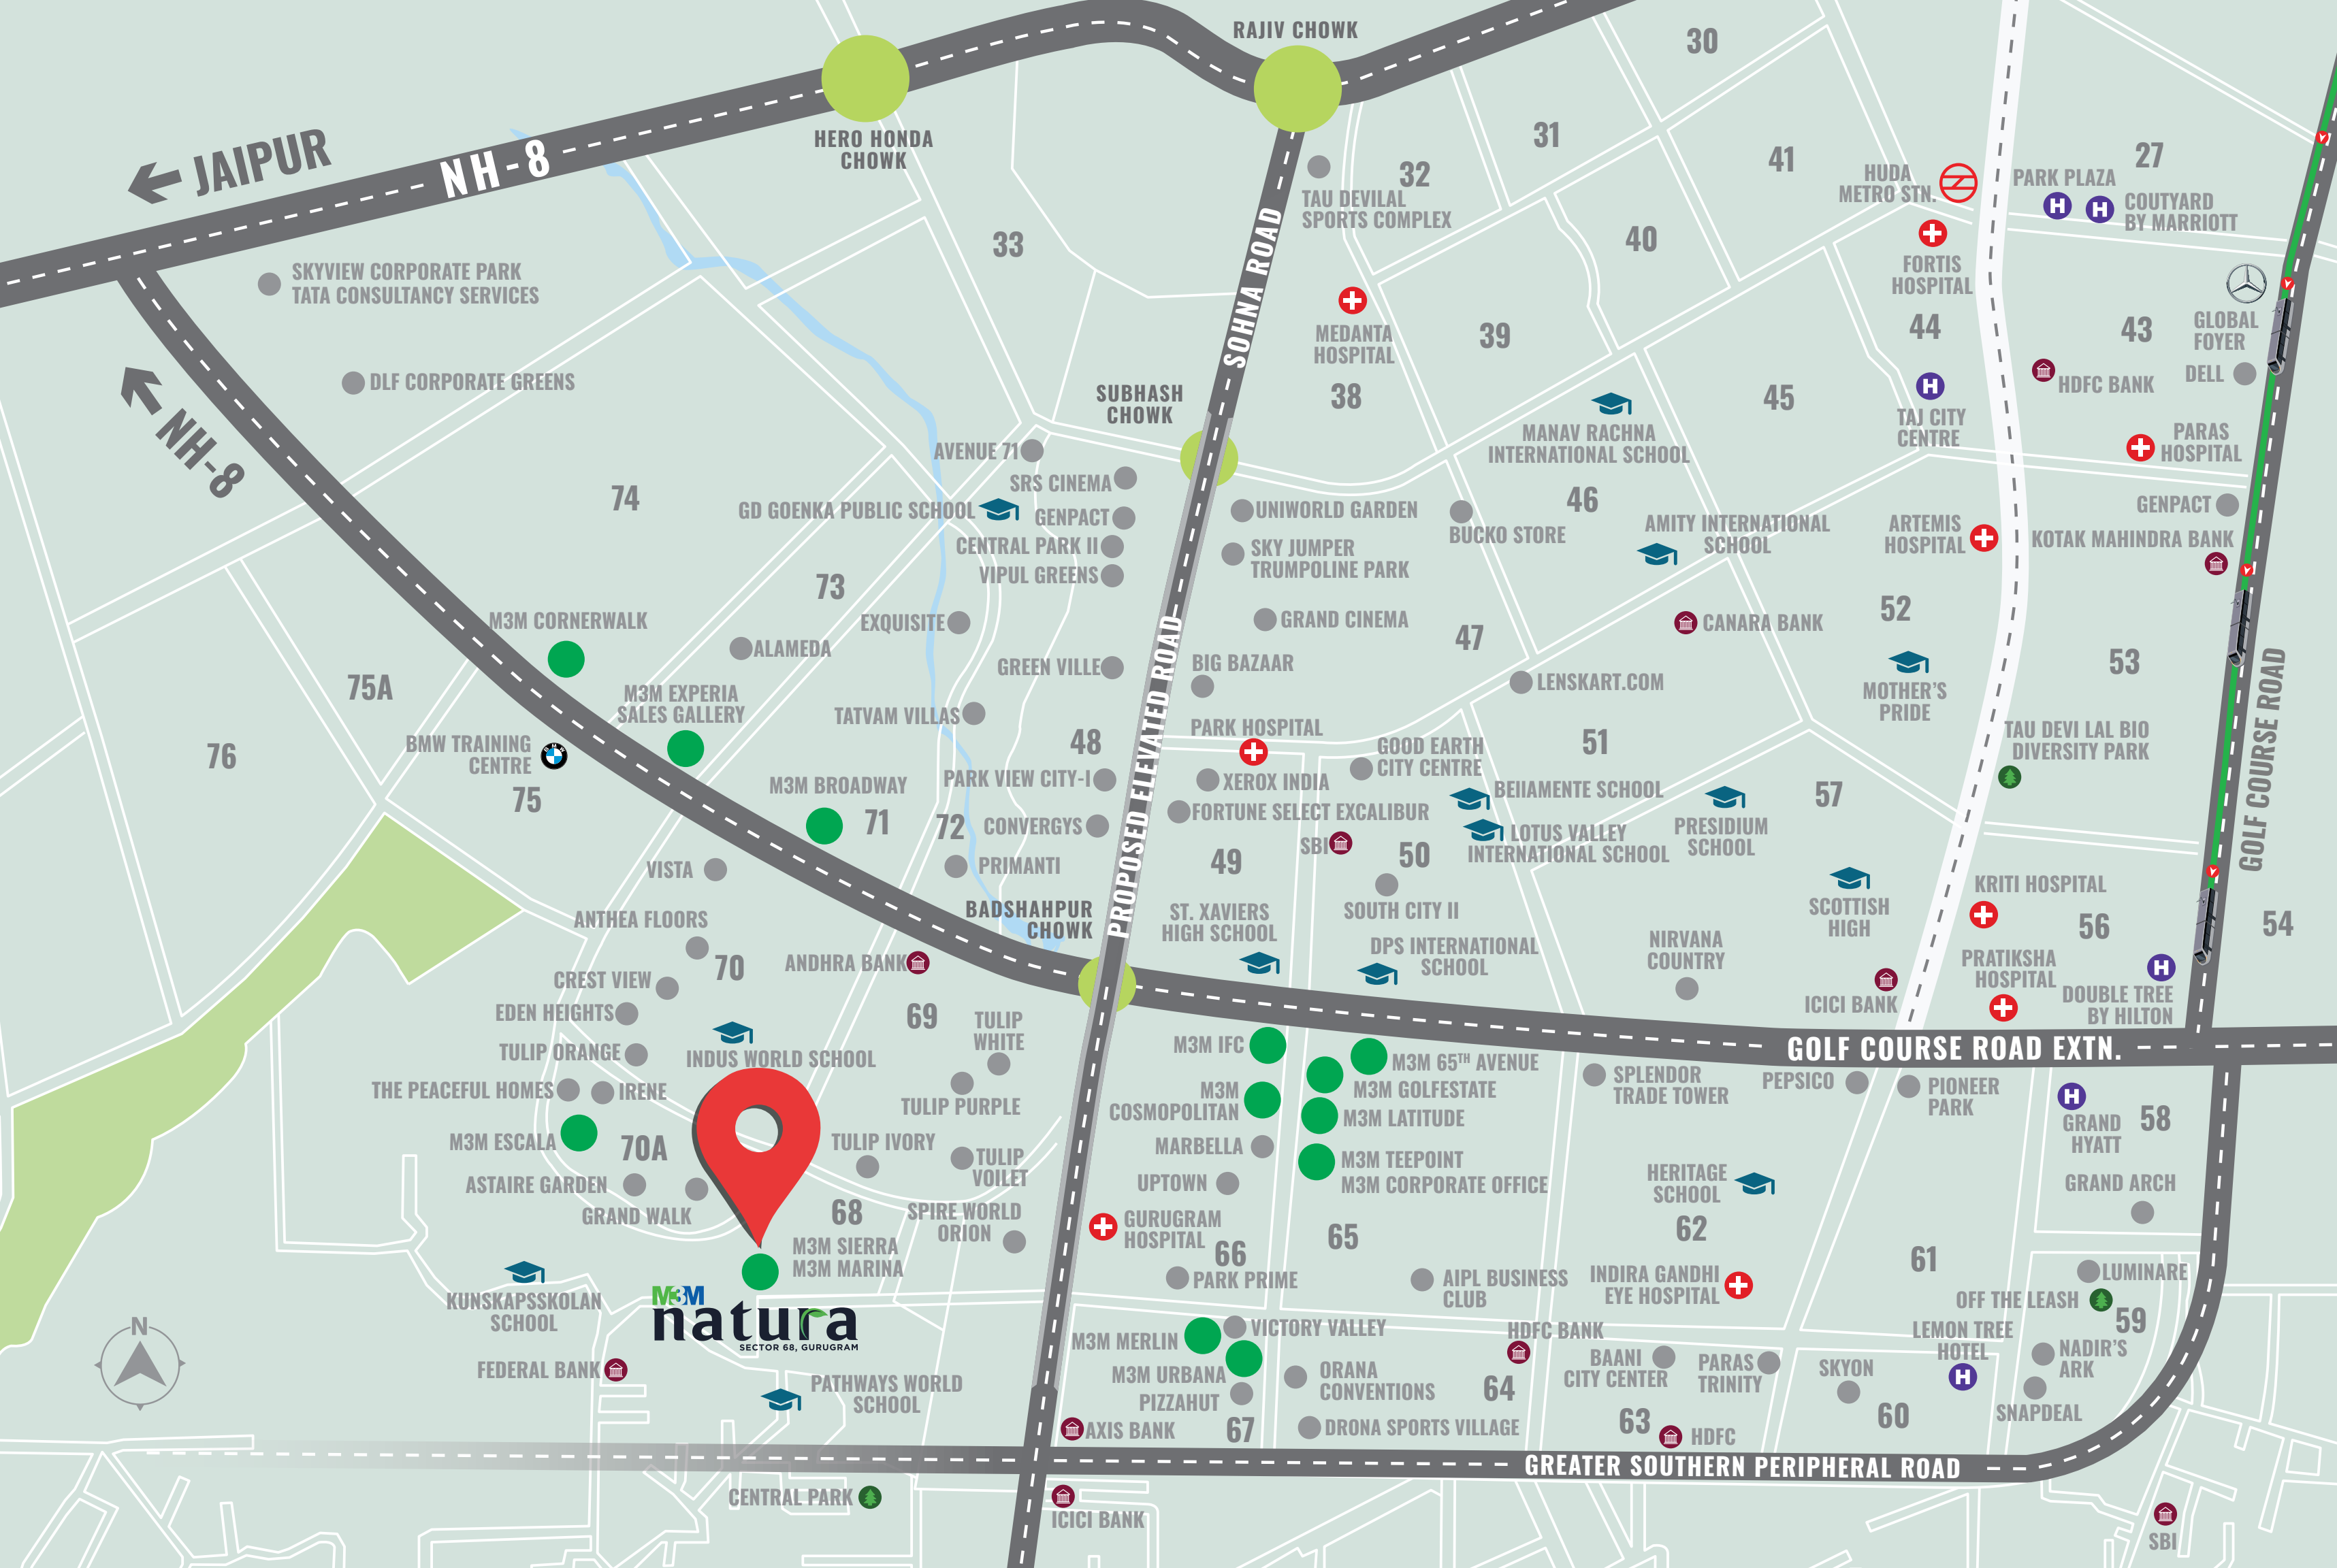 RAJIV CHOWK
30
HERO HONDA
CHOWK
JAIPUR
NH-8
31
32
41
27
TAU DEVILAL
SPORTS COMPLEX
HUDA
METRO STN.
PARK PLAZA
COUTYARD
BY MARRIOTT
33
40
SOHNA ROAD
FORTIS
HOSPITAL
SKYVIEW CORPORATE PARK
TATA CONSULTANCY SERVICES
MEDANTA
HOSPITAL
39
44
43
GLOBAL
FOYER
DLF CORPORATE GREENS
NH-8
SUBHASH
CHOWK
38
45
HDFC BANK
DELL
MANAV RACHNA
INTERNATIONAL SCHOOL
TAJ CITY
CENTRE
PARAS
HOSPITAL
AVENUE 71
SRS CINEMA
74
GD GOENKA PUBLIC SCHOOL
GENPACT
UNIWORLD GARDEN
46
BUCKO STORE
AMITY INTERNATIONAL
SCHOOL
ARTEMIS
HOSPITAL
GENPACT
KOTAK MAHINDRA BANK
CENTRAL PARK II
VIPUL GREENS
SKY JUMPER
TRUMPOLINE PARK
73
M3M CORNERWALK
EXQUISITE
GRAND CINEMA
47
CANARA BANK
52
ALAMEDA
GREEN VILLE
BIG BAZAAR
LENSKART.COM
MOTHER'S
PRIDE
53
75A
M3M EXPERIA
SALES GALLERY
TATVAM VILLAS
PROPOSED ELEVATED ROAD
PARK HOSPITAL
GOLF COURSE ROAD
76
BMW TRAINING
CENTRE
75
48
GOOD EARTH
CITY CENTRE
51
TAU DEVI LAL BIO
DIVERSITY PARK
M3M BROADWAY
PARK VIEW CITY-I
XEROX INDIA
BEIIAMENTE SCHOOL
57
71
72
CONVERGYS
FORTUNE SELECT EXCALIBUR
LOTUS VALLEY
INTERNATIONAL SCHOOL
PRESIDIUM
SCHOOL
SBI
50
49
VISTA
PRIMANTI
SOUTH CITY II
KRITI HOSPITAL
ANTHEA FLOORS
BADSHAHPUR
CHOWK
ST. XAVIERS
HIGH SCHOOL
SCOTTISH
HIGH
56
54
DPS INTERNATIONAL
SCHOOL
NIRVANA
COUNTRY
70
ANDHRA BANK
PRATIKSHA
HOSPITAL
CREST VIEW
ICICI BANK
DOUBLE TREE
BY HILTON
EDEN HEIGHTS
69
TULIP
WHITE
TULIP ORANGE
INDUS WORLD SCHOOL
M3M IFC
M3M 65TH AVENUE
GOLF COURSE ROAD EXTN.
THE PEACEFUL HOMES
IRENE
TULIP PURPLE
M3M
COSMOPOLITAN
M3M GOLFESTATE
M3M LATITUDE
SPLENDOR
TRADE TOWER
PEPSICO
PIONEER
PARK
GRAND
HYATT
58
M3M ESCALA
70A
TULIP IVORY
TULIP
VOILET
MARBELLA
M3M TEEPOINT
M3M CORPORATE OFFICE
UPTOWN
HERITAGE
SCHOOL
GRAND ARCH
ASTAIRE GARDEN
GRAND WALK
68
SPIRE WORLD
ORION
GURUGRAM
HOSPITAL
66
65
62
61
M3M SIERRA
M3M MARINA
PARK PRIME
AIPL BUSINESS
CLUB
INDIRA GANDHI
EYE HOSPITAL
LUMINARE
OFF THE LEASH
59
KUNSKAPSSKOLAN
SCHOOL
M3M
natura
SECTOR 68, GURUGRAM
N
M3M MERLIN
VICTORY VALLEY
HDFC BANK
LEMON TREE
HOTEL
NADIR'S
ARK
FEDERAL BANK
M3M URBANA
ORANA
CONVENTIONS
BAANI
CITY CENTER
PARAS
TRINITY
SKYON
PATHWAYS WORLD
SCHOOL
PIZZAHUT
64
SNAPDEAL
AXIS BANK
67
DRONA SPORTS VILLAGE
63
HDFC
60
GREATER SOUTHERN PERIPHERAL ROAD
CENTRAL PARK
ICICI BANK
SBI